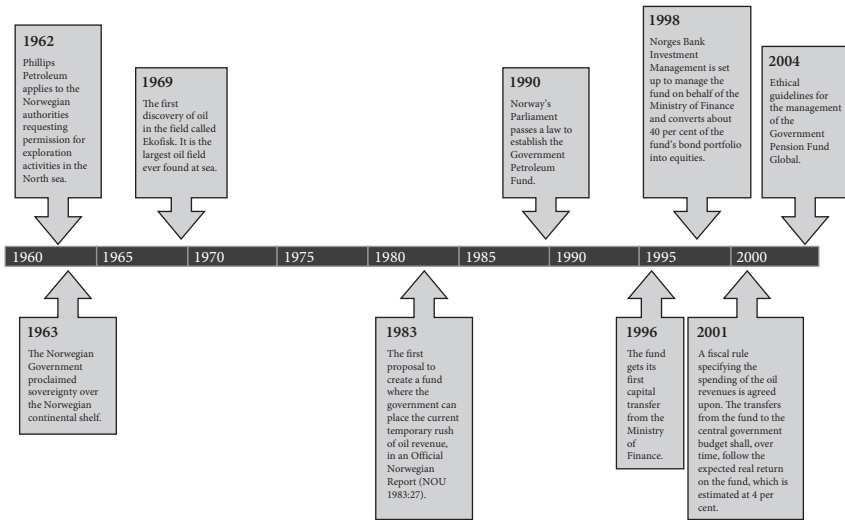 1962
Phillips
Petroleum
applies to the
Norwegian
authorities
requesting
permission for
exploration
activities in the
North sea.
1969
The first
discovery of oil
in the field called
Ekofisk. It is the
largest oil field
ever found at sea.
1990
Norway's
Parliament
passes a law to
establish the
Government
Petroleum
Fund.
1998
Norges Bank
Investment
Management is set
up to manage the
fund on behalf of the
Ministry of Finance
and converts about
40 per cent of the
fund's bond portfolio
into equities.
2004
Ethical
guidelines for
the management
of the
Government
Pension Fund
Global.
1960 1965 1970 1975 1980 1985 1990 1995 2000
1963
The Norwegian
Government
proclaimed
sovereignty over
the Norwegian
continental shelf.
1983
The first
proposal to
create a fund
where the
government can
place the current
temporary rush
of oil revenue,
in an Official
Norwegian
Report (NOU
1983:27).
1996
The fund
gets its
first
capital
transfer
from the
Ministry
of
Finance.
2001
A fiscal rule
specifying the
spending of the oil
revenues is agreed
upon. The transfers
from the fund to the
central government
budget shall, over
time, follow the
expected real return
on the fund, which is
estimated at 4 per
cent.